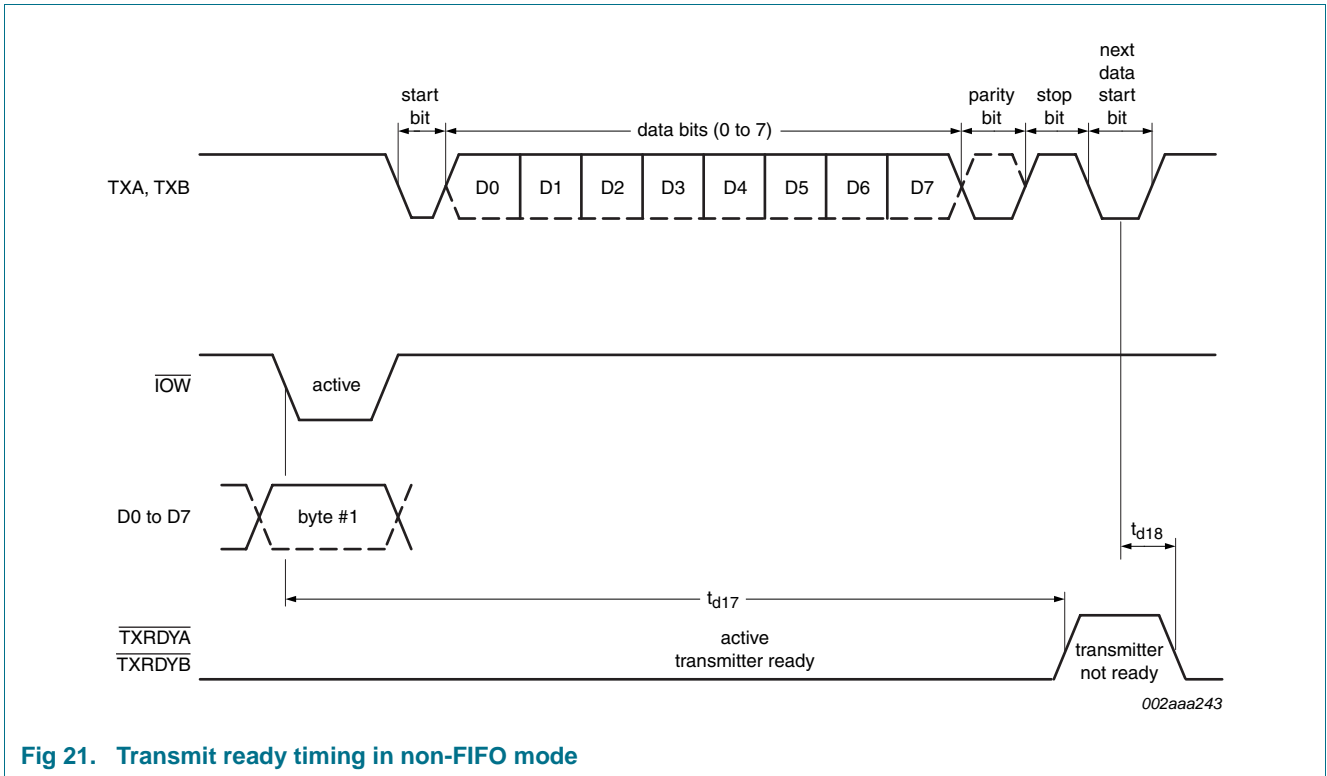 start
bit
data bits (0 to 7)
parity
bit
stop
bit
next
data
start
bit
TXA, TXB
D0 D1 D2 D3 D4 D5 D6 D7
IOW
active
D0 to D7
byte #1
td18
td17
TXRDYA
TXRDYB
active
transmitter ready
transmitter
not ready
002aaa243
Fig 21. Transmit ready timing in non-FIFO mode